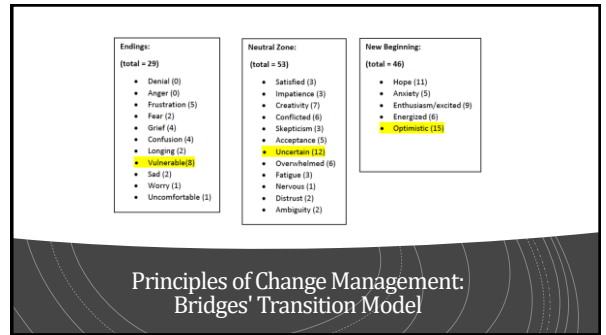 Endings:
(total = 29)
• Denial (0)
• Anger (0)
• Frustration (5)
• Fear (2)
• Grief (4)
• Confusion (4)
• Longing (2)
• Vulnerable(8)
• Sad (2)
• Worry (1)
• Uncomfortable (1)
Neutral Zone:
(total = 53)
• Satisfied (3)
• Impatience (3)
• Creativity (7)
• Conflicted (6)
• Skepticism (3)
• Acceptance (5)
• Uncertain (12)
• Overwhelmed (6)
• Fatigue (3)
• Nervous (1)
• Distrust (2)
• Ambiguity (2)
New Beginning:
(total = 46)
• Hope (11)
• Anxiety (5)
• Enthusiasm/excited (9)
• Energized (6)
• Optimistic (15)
Principles of Change Management:
Bridges' Transition Model